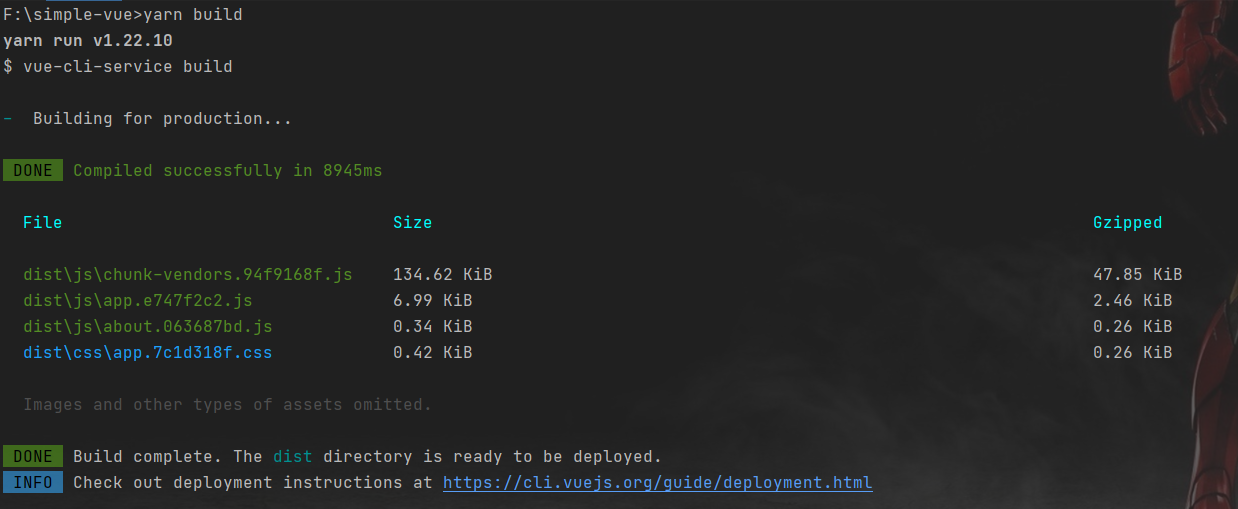 F:\simple-vue>yarn build
yarn run v1.22.10
$ vue-cli-service build
-  Building for production...
DONE  Compiled successfully in 8945ms
File  Size  Gzipped
dist\js\chunk-vendors.94f9168f.js  134.62 KiB  47.85 KiB
dist\js\app.e747f2c2.js  6.99 KiB  2.46 KiB
dist\js\about.063687bd.js  0.34 KiB  0.26 KiB
dist\css\app.7c1d318f.css  0.42 KiB  0.26 KiB
Images and other types of assets omitted.
DONE  Build complete. The dist directory is ready to be deployed.
INFO  Check out deployment instructions at https://cli.vuejs.org/guide/deployment.html